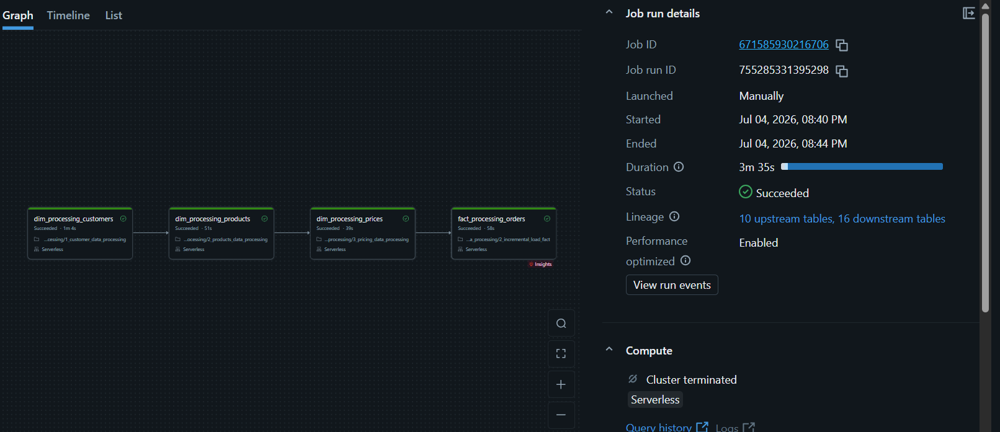 Graph Timeline List
dim_processing_customers
Succeeded · 1m 4s
...cessing/1_customer_data_processing
Serverless
dim_processing_products
Succeeded · 51s
...ocessing/2_products_data_processing
Serverless
dim_processing_prices
Succeeded · 39s
...processing/3_pricing_data_processing
Serverless
fact_processing_orders
Succeeded · 58s
...a_processing/2_incremental_load_fact
Serverless
Insights
Job run details
Job ID 671585930216706
Job run ID 755285331395298
Launched Manually
Started Jul 04, 2026, 08:40 PM
Ended Jul 04, 2026, 08:44 PM
Duration 3m 35s
Status Succeeded
Lineage 10 upstream tables, 16 downstream tables
Performance
optimized Enabled
View run events
Compute
Cluster terminated
Serverless
Query history Logs